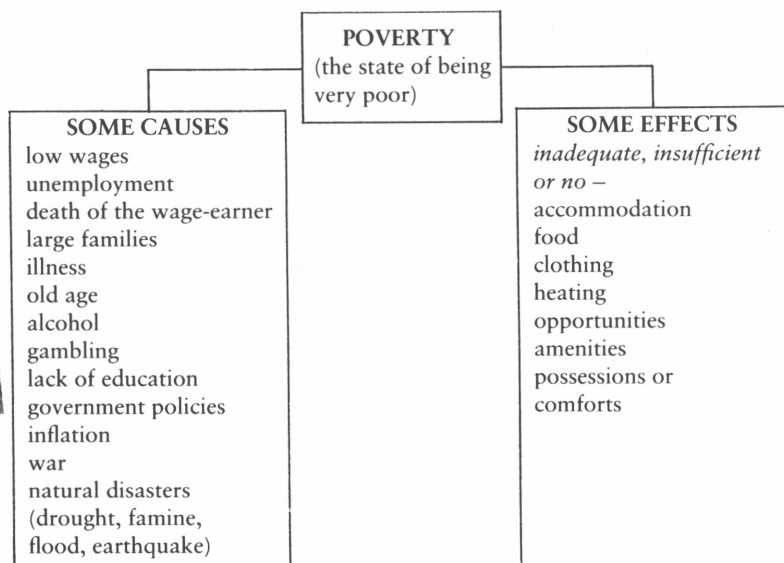 POVERTY
(the state of being
very poor)
SOME CAUSES
low wages
unemployment
death of the wage-earner
large families
illness
old age
alcohol
gambling
lack of education
government policies
inflation
war
natural disasters
(drought, famine,
flood, earthquake)
SOME EFFECTS
inadequate, insufficient
or no –
accommodation
food
clothing
heating
opportunities
amenities
possessions or
comforts